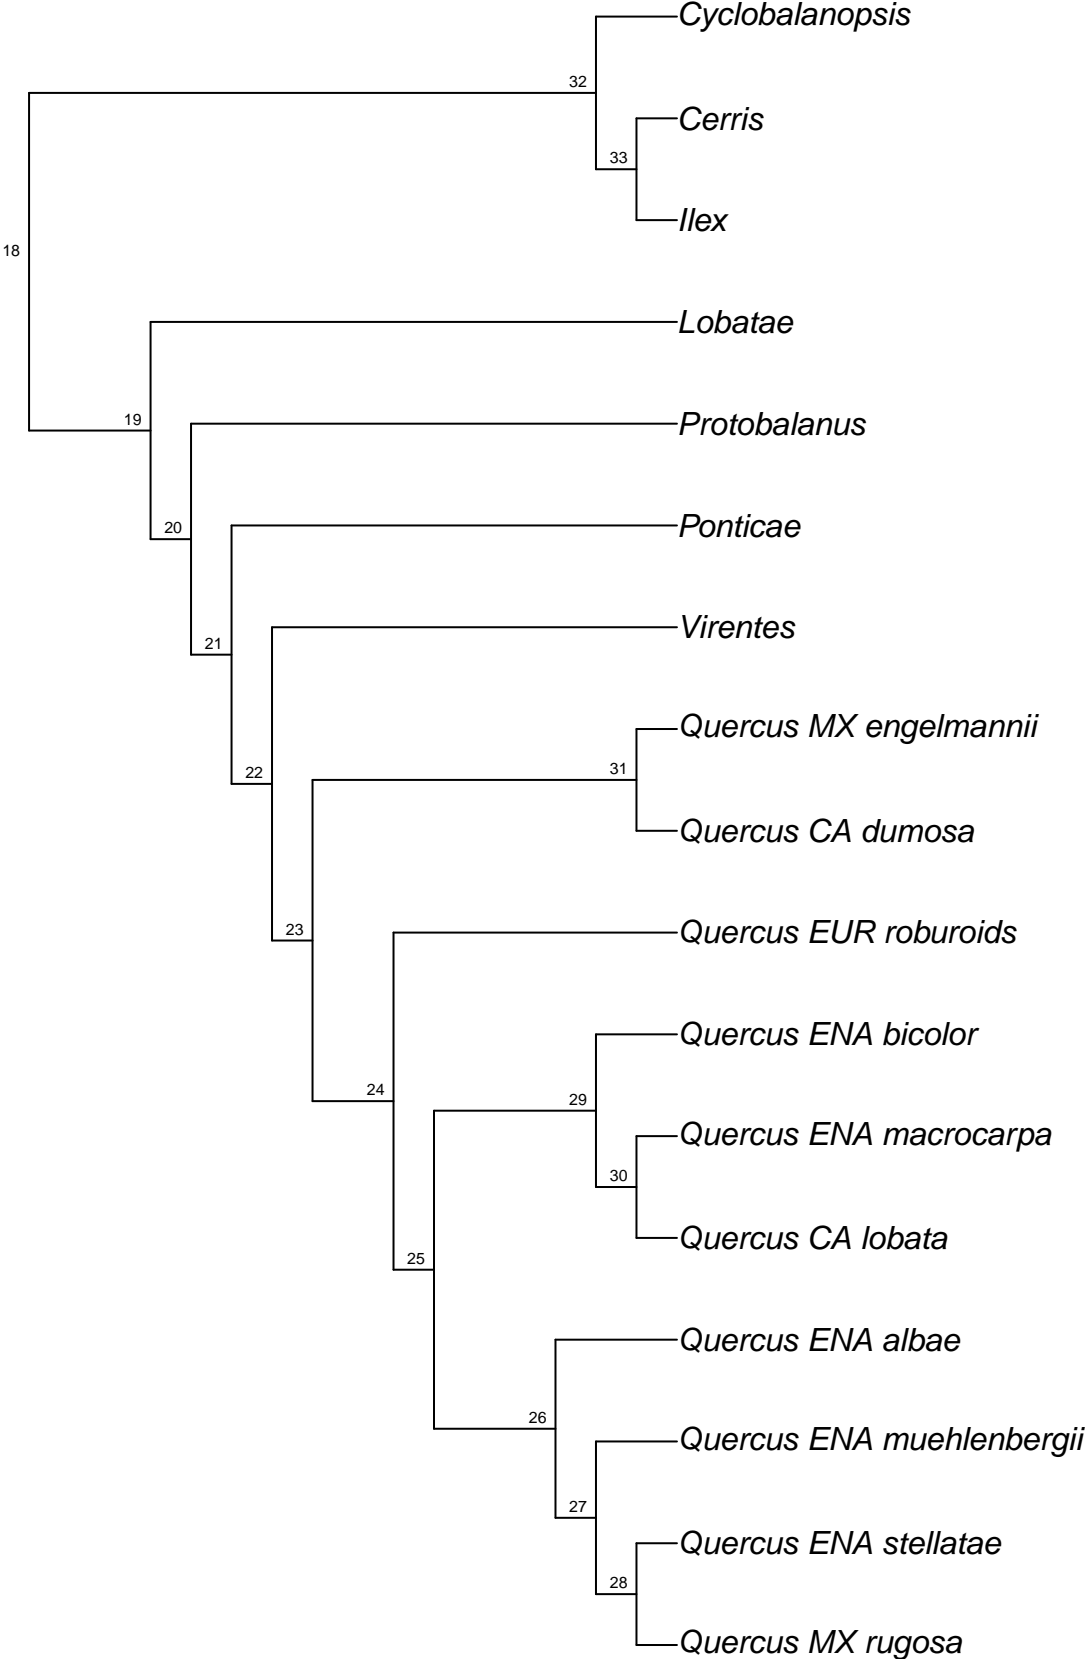 Cyclobalanopsis
32
Cerris
33
Ilex
18
Lobatae
19
Protobalanus
20
Ponticae
21
Virentes
Quercus MX engelmannii
31
22
Quercus CA dumosa
23
Quercus EUR roburoids
Quercus ENA bicolor
24
29
Quercus ENA macrocarpa
30
Quercus CA lobata
25
Quercus ENA albae
26
Quercus ENA muehlenbergii
27
Quercus ENA stellatae
28
Quercus MX rugosa